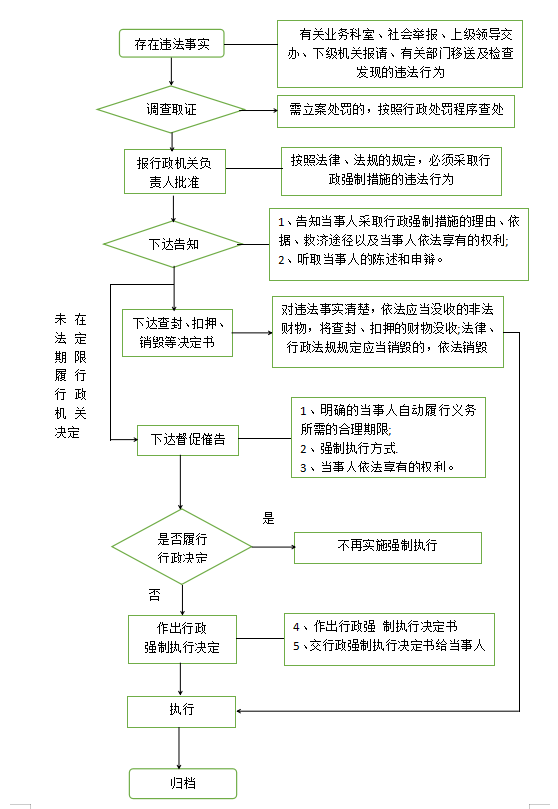 存在违法事实
有关业务科室、社会举报、上级领导交
办、下级机关报请、有关部门移送及检查
发现的违法行为
调查取证
需立案处罚的，按照行政处罚程序查处
报行政机关负
责人批准
按照法律、法规的规定，必须采取行
政强制措施的违法行为
下达告知
1、告知当事人采取行政强制措施的理由、依
据、救济途径以及当事人依法享有的权利;
2、听取当事人的陈述和申辩。
未 在
法 定
期 限
履 行
行 政
机 关
决定
下达查封、扣押、
销毁等决定书
对违法事实清楚，依法应当没收的非法
财物，将查封、扣押的财物没收;法律、
行政法规规定应当销毁的，依法销毁
下达督促催告
1、明确的当事人自动履行义务
所需的合理期限;
2、强制执行方式.
3、当事人依法享有的权利。
是否履行
行政决定
是
不再实施强制执行
否
作出行政
强制执行决定
4、作出行政强 制执行决定书
5、交行政强制执行决定书给当事人
执行
归档